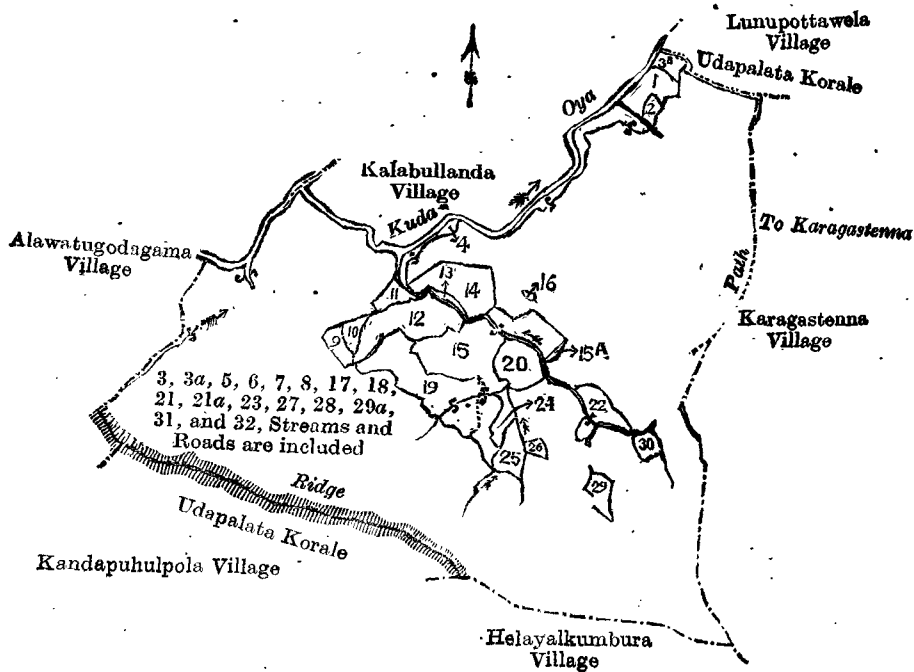 Lunupottawela
Village
Udapalata Korale
3B
1
2
Oya
Kalabullanda
Village
Kuda
4
To Karagastenna
Path
Alawatugodagama
Village
13
14
16
11
12
10
9
15
15A
Karagastenna
Village
20
19
3, 3a, 5, 6, 7, 8, 17, 18,
21, 21a, 23, 27, 28, 29a,
31, and 32, Streams and
Roads are included
22
24
30
26
25
29
Ridge
Udapalata Korale
Kandapuhulpola Village
Helayalkumbura
Village